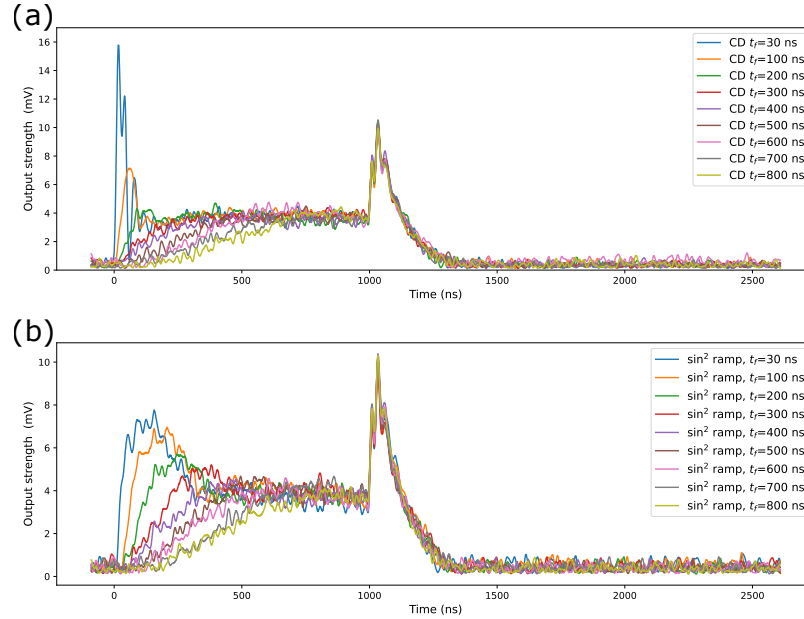 (a)
16
14
12
10
8
6
4
2
0
Output strength (mV)
0
500
1000
1500
2000
2500
Time (ns)
CD t_f=30 ns
CD t_f=100 ns
CD t_f=200 ns
CD t_f=300 ns
CD t_f=400 ns
CD t_f=500 ns
CD t_f=600 ns
CD t_f=700 ns
CD t_f=800 ns
(b)
10
8
6
4
2
0
Output strength (mV)
0
500
1000
1500
2000
2500
Time (ns)
sin² ramp, t_f=30 ns
sin² ramp, t_f=100 ns
sin² ramp, t_f=200 ns
sin² ramp, t_f=300 ns
sin² ramp, t_f=400 ns
sin² ramp, t_f=500 ns
sin² ramp, t_f=600 ns
sin² ramp, t_f=700 ns
sin² ramp, t_f=800 ns